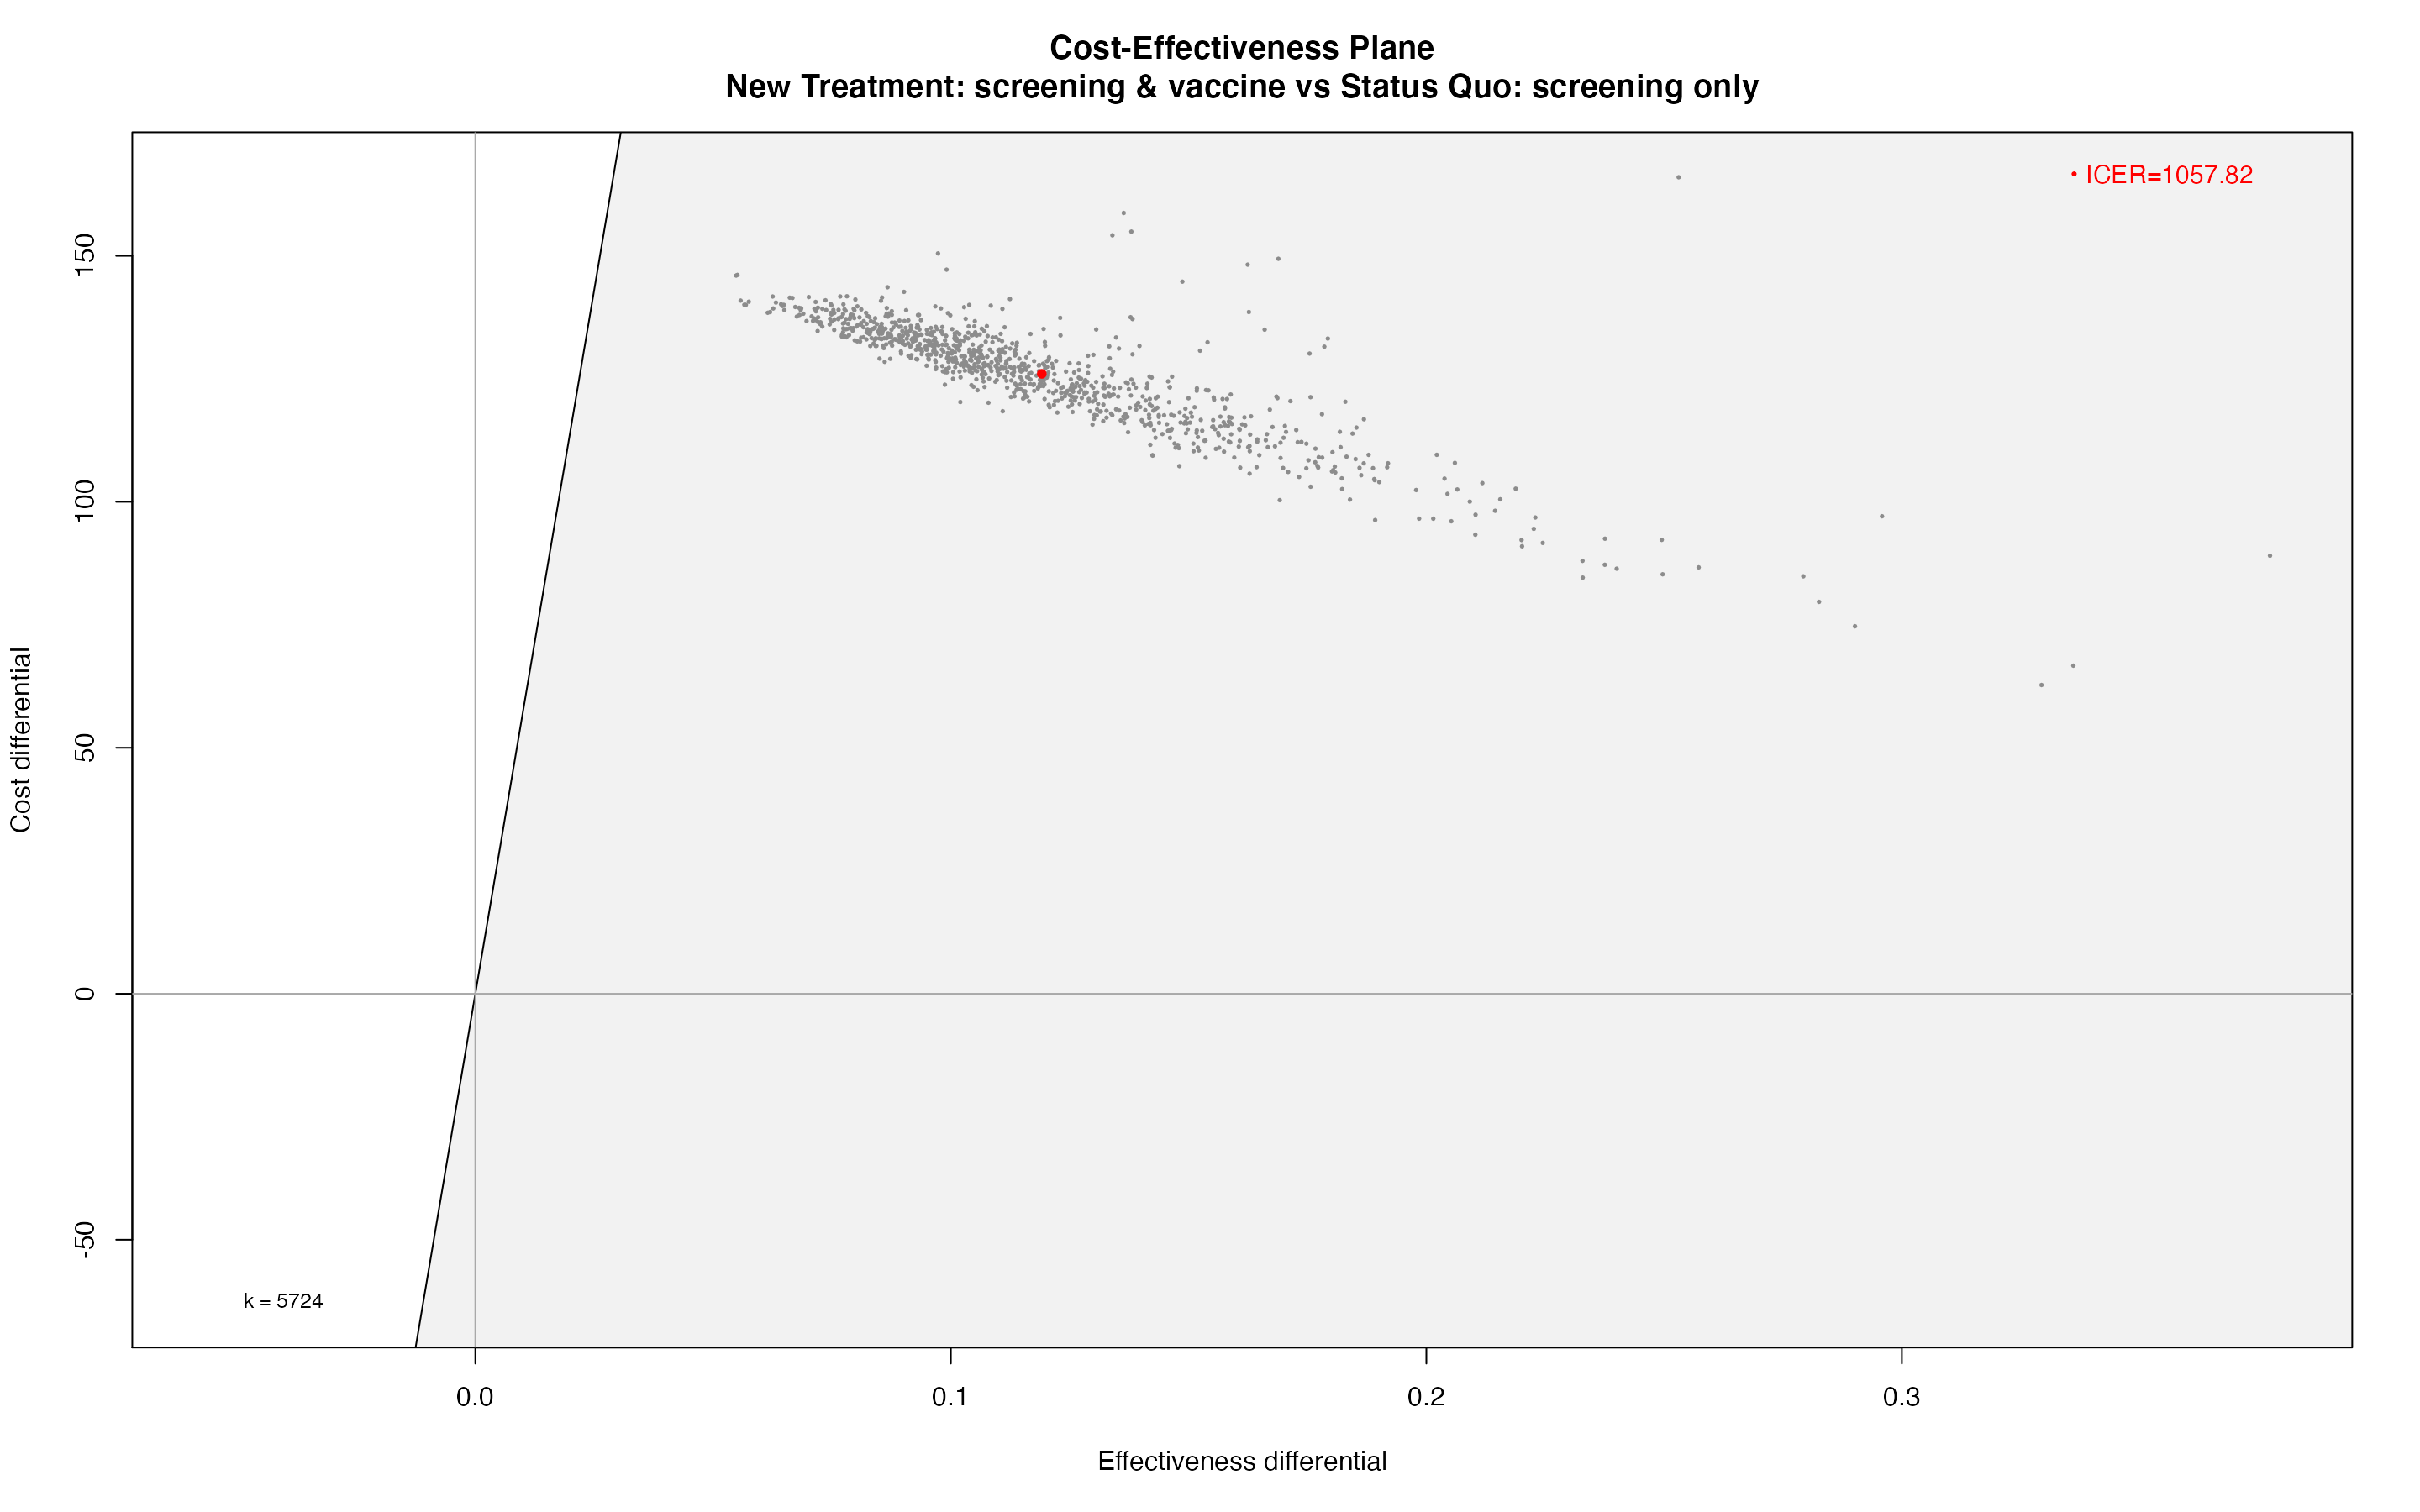 Cost-Effectiveness Plane
New Treatment: screening & vaccine vs Status Quo: screening only
ICER=1057.82
150
100
50
0
-50
Cost differential
k = 5724
0.0
0.1
0.2
0.3
Effectiveness differential